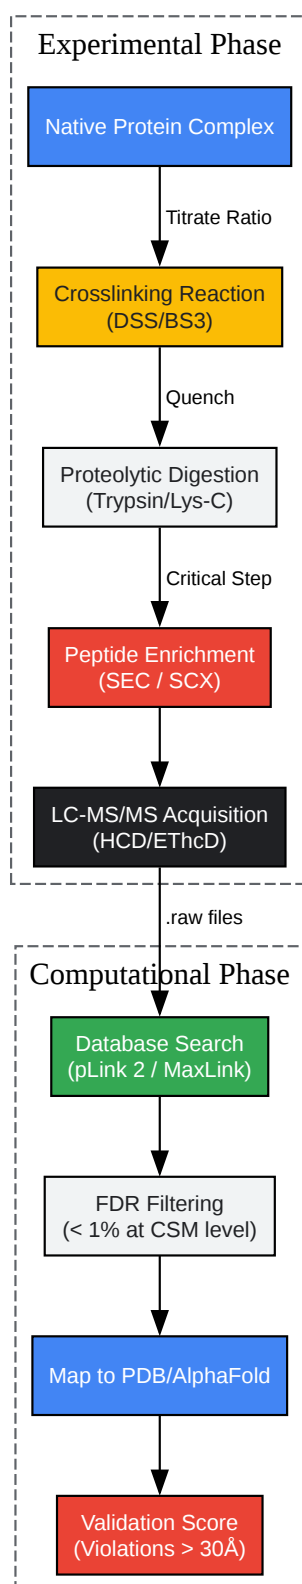 Experimental Phase
Native Protein Complex
Titrate Ratio
Crosslinking Reaction
(DSS/BS3)
Quench
Proteolytic Digestion
(Trypsin/Lys-C)
Critical Step
Peptide Enrichment
(SEC / SCX)
LC-MS/MS Acquisition
(HCD/EThcD)
.raw files
Computational Phase
Database Search
(pLink 2 / MaxLink)
FDR Filtering
(< 1% at CSM level)
Map to PDB/AlphaFold
Validation Score
(Violations > 30Å)